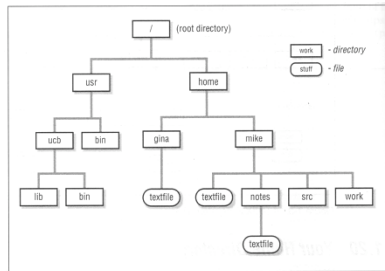 / (root directory)
work - directory
stuff - file
usr home
ucb bin gina mike
lib bin textfile textfile notes src work
textfile